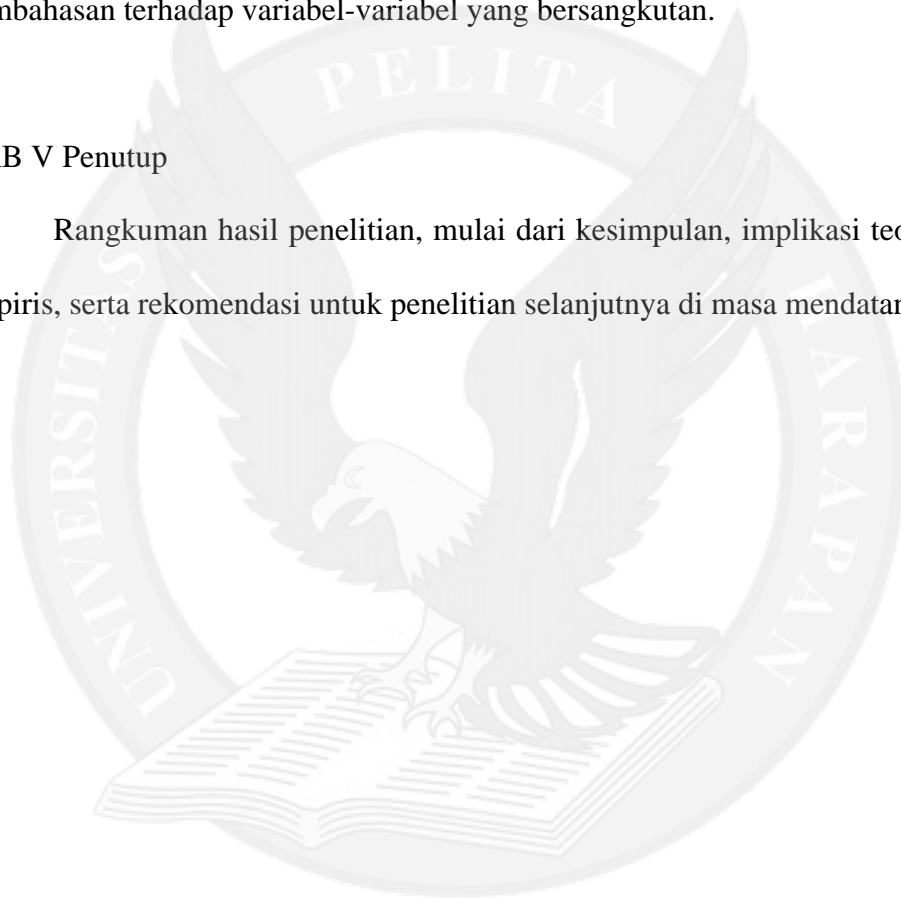 mbahasan terhadap variabel-variabel yang bersangkutan.
AB V Penutup
Rangkuman hasil penelitian, mulai dari kesimpulan, implikasi teo
piris, serta rekomendasi untuk penelitian selanjutnya di masa mendatan
UNIVERSITAS PELITA HARAPAN